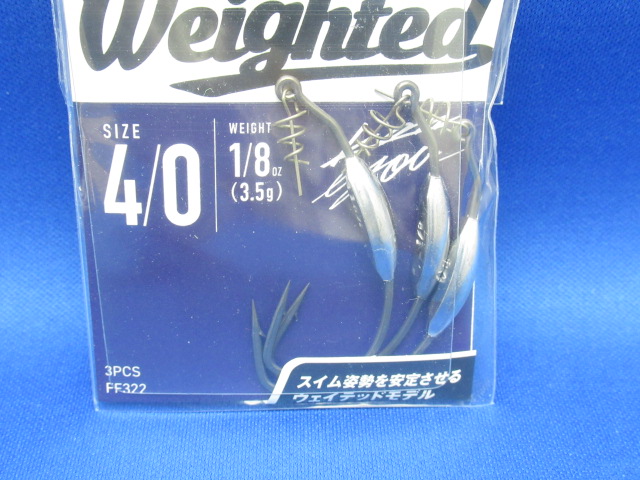 Weighted
SIZE
4/0
WEIGHT
1/8oz
(3.5g)
3PCS
FF322
スイム姿勢を安定させる
ウェイテッドモデル